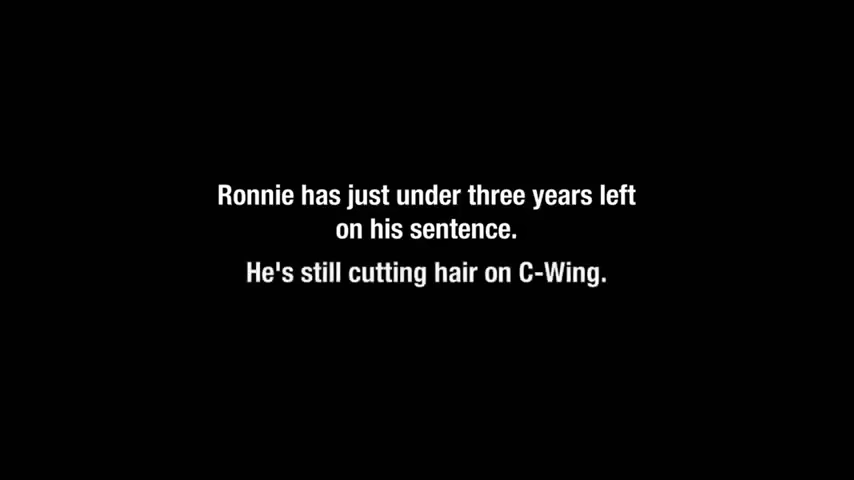 Ronnie has just under three years left
on his sentence.
He's still cutting hair on C-Wing.